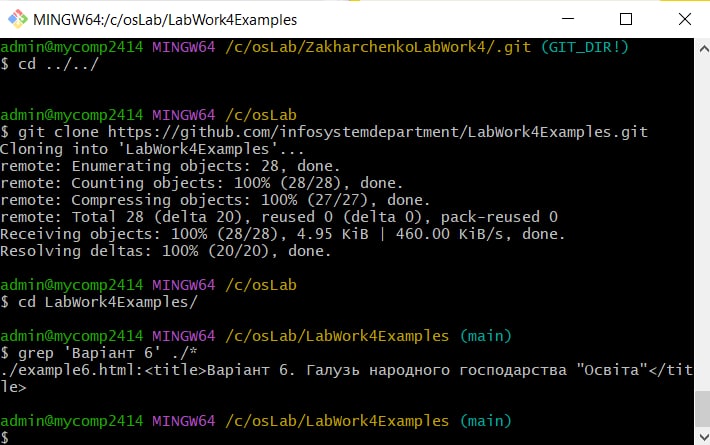 MINGW64:/c/osLab/LabWork4Examples
admin@mycomp2414 MINGW64 /c/osLab/ZakharchenkoLabWork4/.git (GIT_DIR!)
$ cd ../../
admin@mycomp2414 MINGW64 /c/osLab
$ git clone https://github.com/infosystemdepartment/LabWork4Examples.git
Cloning into 'LabWork4Examples'...
remote: Enumerating objects: 28, done.
remote: Counting objects: 100% (28/28), done.
remote: Compressing objects: 100% (27/27), done.
remote: Total 28 (delta 20), reused 0 (delta 0), pack-reused 0
Receiving objects: 100% (28/28), 4.95 KiB | 460.00 KiB/s, done.
Resolving deltas: 100% (20/20), done.
admin@mycomp2414 MINGW64 /c/osLab
$ cd LabWork4Examples/
admin@mycomp2414 MINGW64 /c/osLab/LabWork4Examples (main)
$ grep 'Варіант 6' ./*
./example6.html:<title>Варіант 6. Галузь народного господарства "Освіта"</tit
le>
admin@mycomp2414 MINGW64 /c/osLab/LabWork4Examples (main)
$